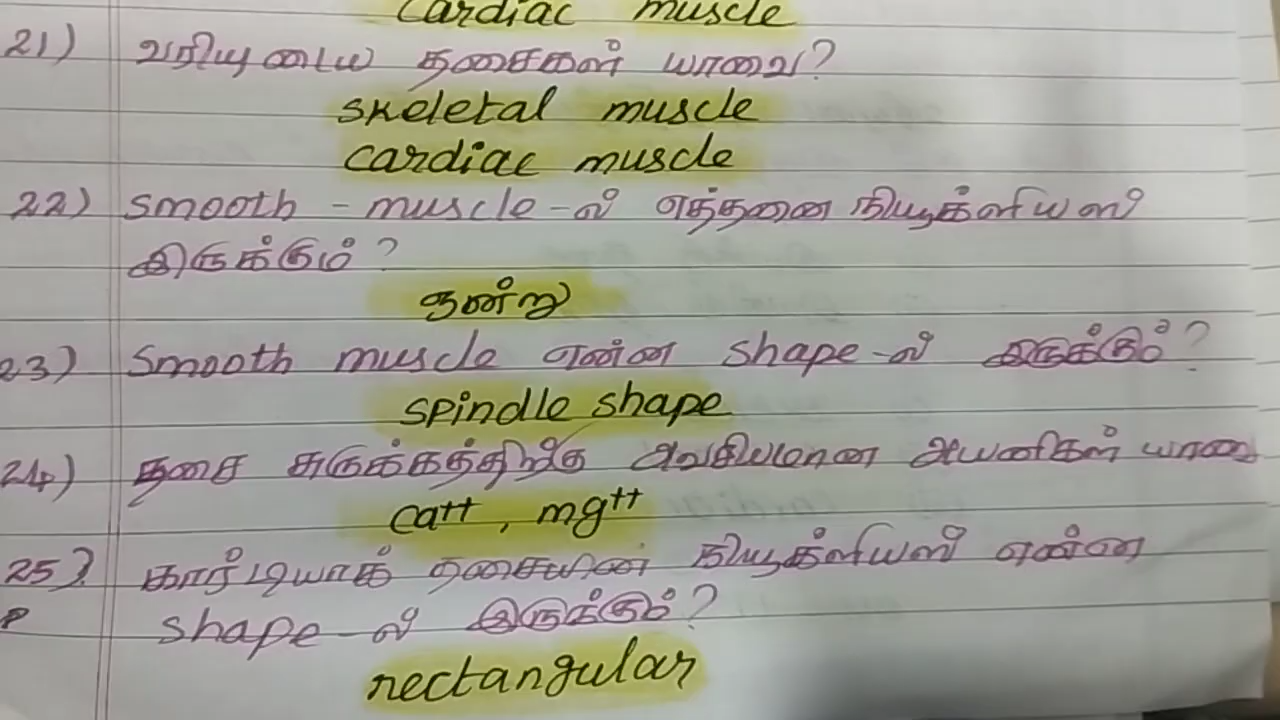 cardiac muscle
21) வரியுடைய தசைகள் யாவை?
skeletal muscle
cardiac muscle
22) smooth - muscle-ல் எத்தனை நியூக்ளியஸ்
இருக்கும்?
ஒன்று
23) Smooth muscle என்ன shape-ல் இருக்கும்?
spindle shape
24) தசை சுருக்கத்திற்கு அவசியமான அயனிகள் யாவை
ca++, mg++
25) கார்டியாக் தசையின் நியூக்ளியஸ் என்ன
shape-ல் இருக்கும்?
rectangular